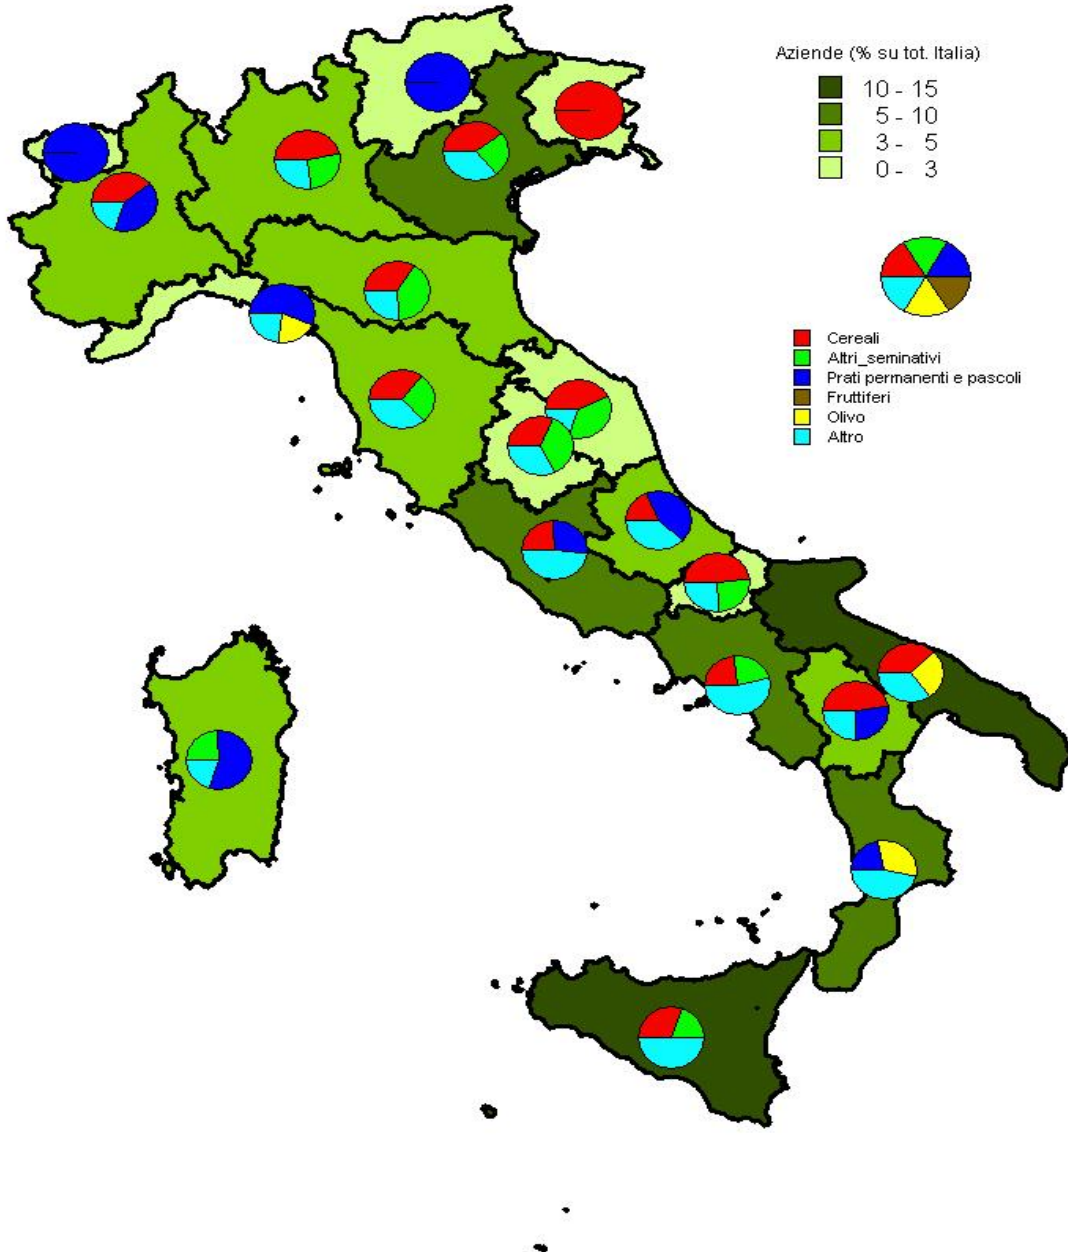 Aziende (% su tot. Italia)
10 - 15
5 - 10
3 - 5
0 - 3
Cereali
Altri_seminativi
Prati permanenti e pascoli
Fruttiferi
Olivo
Altro